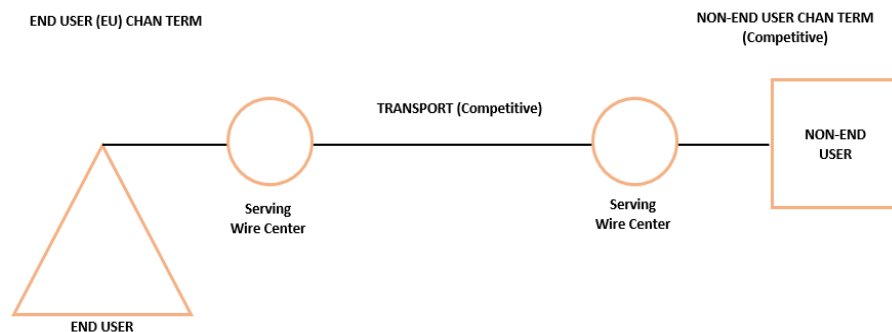 END USER (EU) CHAN TERM
NON-END USER CHAN TERM
(Competitive)
TRANSPORT (Competitive)
NON-END
USER
Serving
Wire Center
Serving
Wire Center
END USER